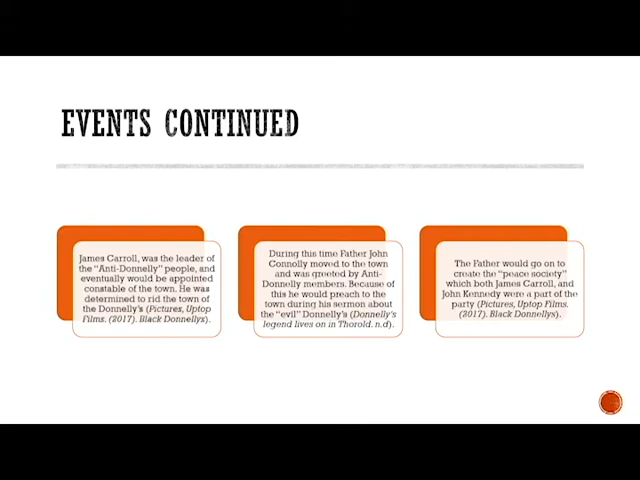 EVENTS CONTINUED
James Carroll, was the leader of
the "Anti-Donnelly" people, and
eventually would be appointed
constable of the town. He was
determined to rid the town of
the Donnelly's (Pictures, Uptop
Films. (2017). Black Donnellys).
During this time Father John
Connolly moved to the town
and was greeted by Anti-
Donnelly members. Because of
this he would preach to the
town during his sermon about
the "evil" Donnelly's (Donnelly's
legend lives on in Thorold. n.d).
The Father would go on to
create the "peace society"
which both James Carroll, and
John Kennedy were a part of the
party (Pictures, Uptop Films.
(2017). Black Donnellys).